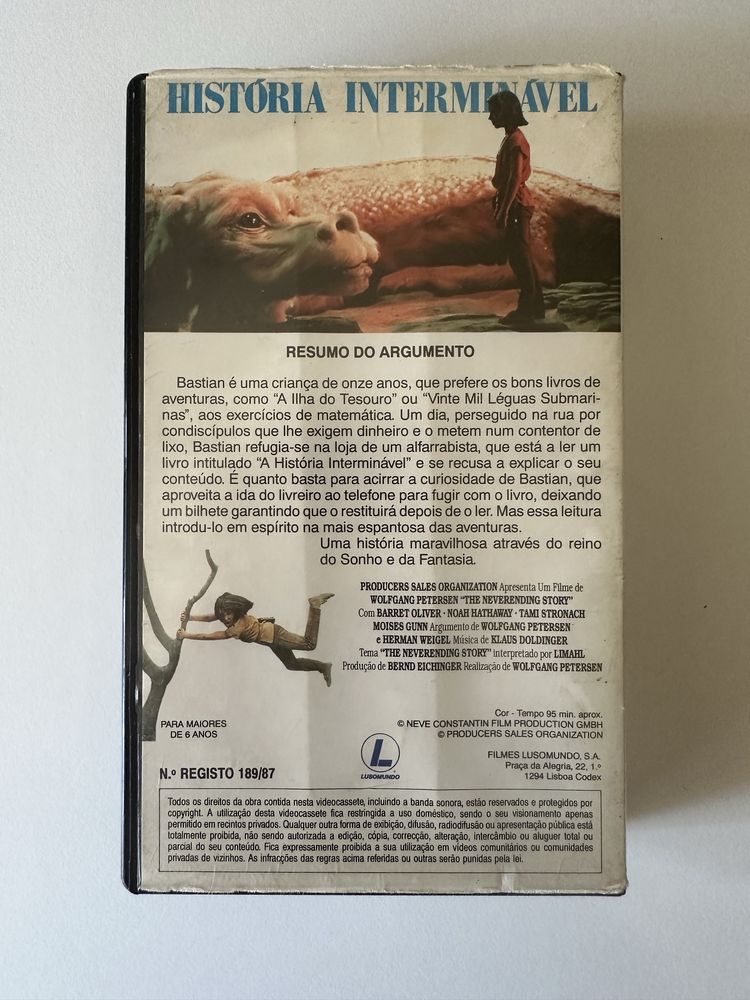 HISTÓRIA INTERMINÁVEL
RESUMO DO ARGUMENTO
Bastian é uma criança de onze anos, que prefere os bons livros de
aventuras, como “A Ilha do Tesouro” ou “Vinte Mil Léguas Submari-
nas”, aos exercícios de matemática. Um dia, perseguido na rua por
condiscípulos que lhe exigem dinheiro e o metem num contentor de
lixo, Bastian refugia-se na loja de um alfarrabista, que está a ler um
livro intitulado “A História Interminável” e se recusa a explicar o seu
conteúdo. É quanto basta para acirrar a curiosidade de Bastian, que
aproveita a ida do livreiro ao telefone para fugir com o livro, deixando
um bilhete garantindo que o restituirá depois de o ler. Mas essa leitura
introdu-lo em espírito na mais espantosa das aventuras.
Uma história maravilhosa através do reino
do Sonho e da Fantasia.
PRODUCERS SALES ORGANIZATION Apresenta Um Filme de
WOLFGANG PETERSEN “THE NEVERENDING STORY”
Com BARRET OLIVER · NOAH HATHAWAY · TAMI STRONACH
MOISES GUNN Argumento de WOLFGANG PETERSEN
e HERMAN WEIGEL Música de KLAUS DOLDINGER
Tema “THE NEVERENDING STORY” interpretado por LIMAHL
Produção de BERND EICHINGER Realização de WOLFGANG PETERSEN
Cor - Tempo 95 min. aprox.
© NEVE CONSTANTIN FILM PRODUCTION GMBH
© PRODUCERS SALES ORGANIZATION
PARA MAIORES
DE 6 ANOS
L
LUSOMUNDO
FILMES LUSOMUNDO, S.A.
Praça da Alegria, 22, 1.º
1294 Lisboa Codex
N.º REGISTO 189/87
Todos os direitos da obra contida nesta videocassete, incluindo a banda sonora, estão reservados e protegidos por
copyright. A utilização desta videocassete fica restringida a uso doméstico, sendo o seu visionamento apenas
permitido em recintos privados. Qualquer outra forma de exibição, difusão, radiodifusão ou apresentação pública está
totalmente proibida, não sendo autorizada a edição, cópia, correcção, alteração, intercâmbio ou aluguer total ou
parcial do seu conteúdo. Fica expressamente proibida a sua utilização em vídeos comunitários ou comunidades
privadas de vizinhos. As infracções das regras acima referidas ou outras serão punidas pela lei.